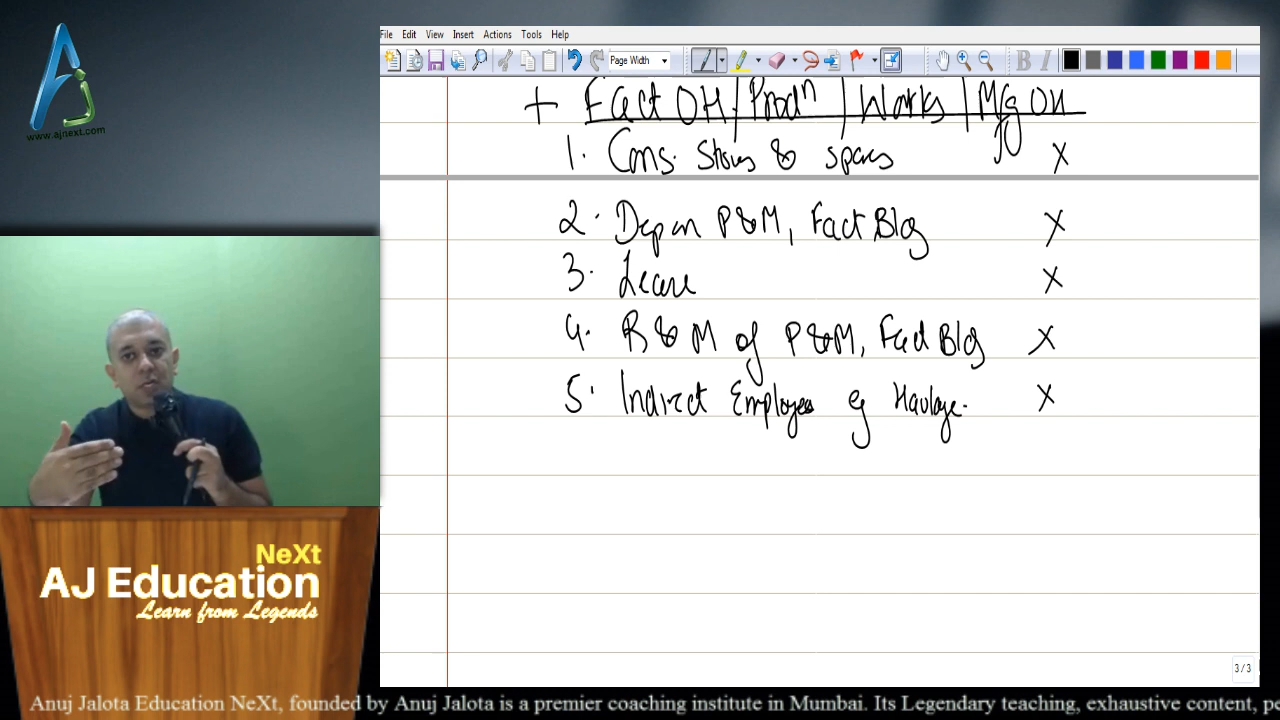 File Edit View Insert Actions Tools Help
Page Width
B I
www.ajnext.com
+ Fact OH / Prodn | Works | Mfg OH
1. Cons. Stores & spares X
2. Dep on P&M, Fact Bldg X
3. Lease X
4. R & M of P&M, Fact Bldg X
5. Indirect Employees eg Haulage. X
3/3
NeXt
AJ Education
Learn from Legends
Anuj Jalota Education NeXt, founded by Anuj Jalota is a premier coaching institute in Mumbai. Its Legendary teaching, exhaustive content, pe